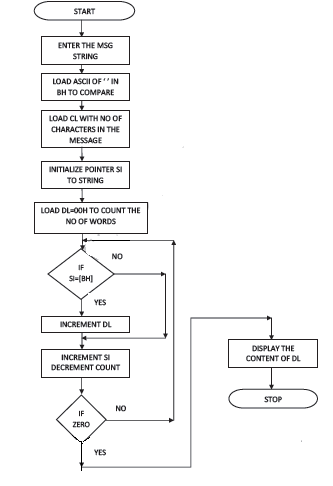 START
ENTER THE MSG
STRING
LOAD ASCII OF ‘ ’ IN
BH TO COMPARE
LOAD CL WITH NO OF
CHARACTERS IN THE
MESSAGE
INITIALIZE POINTER SI
TO STRING
LOAD DL=00H TO COUNT THE
NO OF WORDS
NO
IF
SI=[BH]
YES
INCREMENT DL
INCREMENT SI
DECREMENT COUNT
NO
IF
ZERO
YES
DISPLAY THE
CONTENT OF DL
STOP